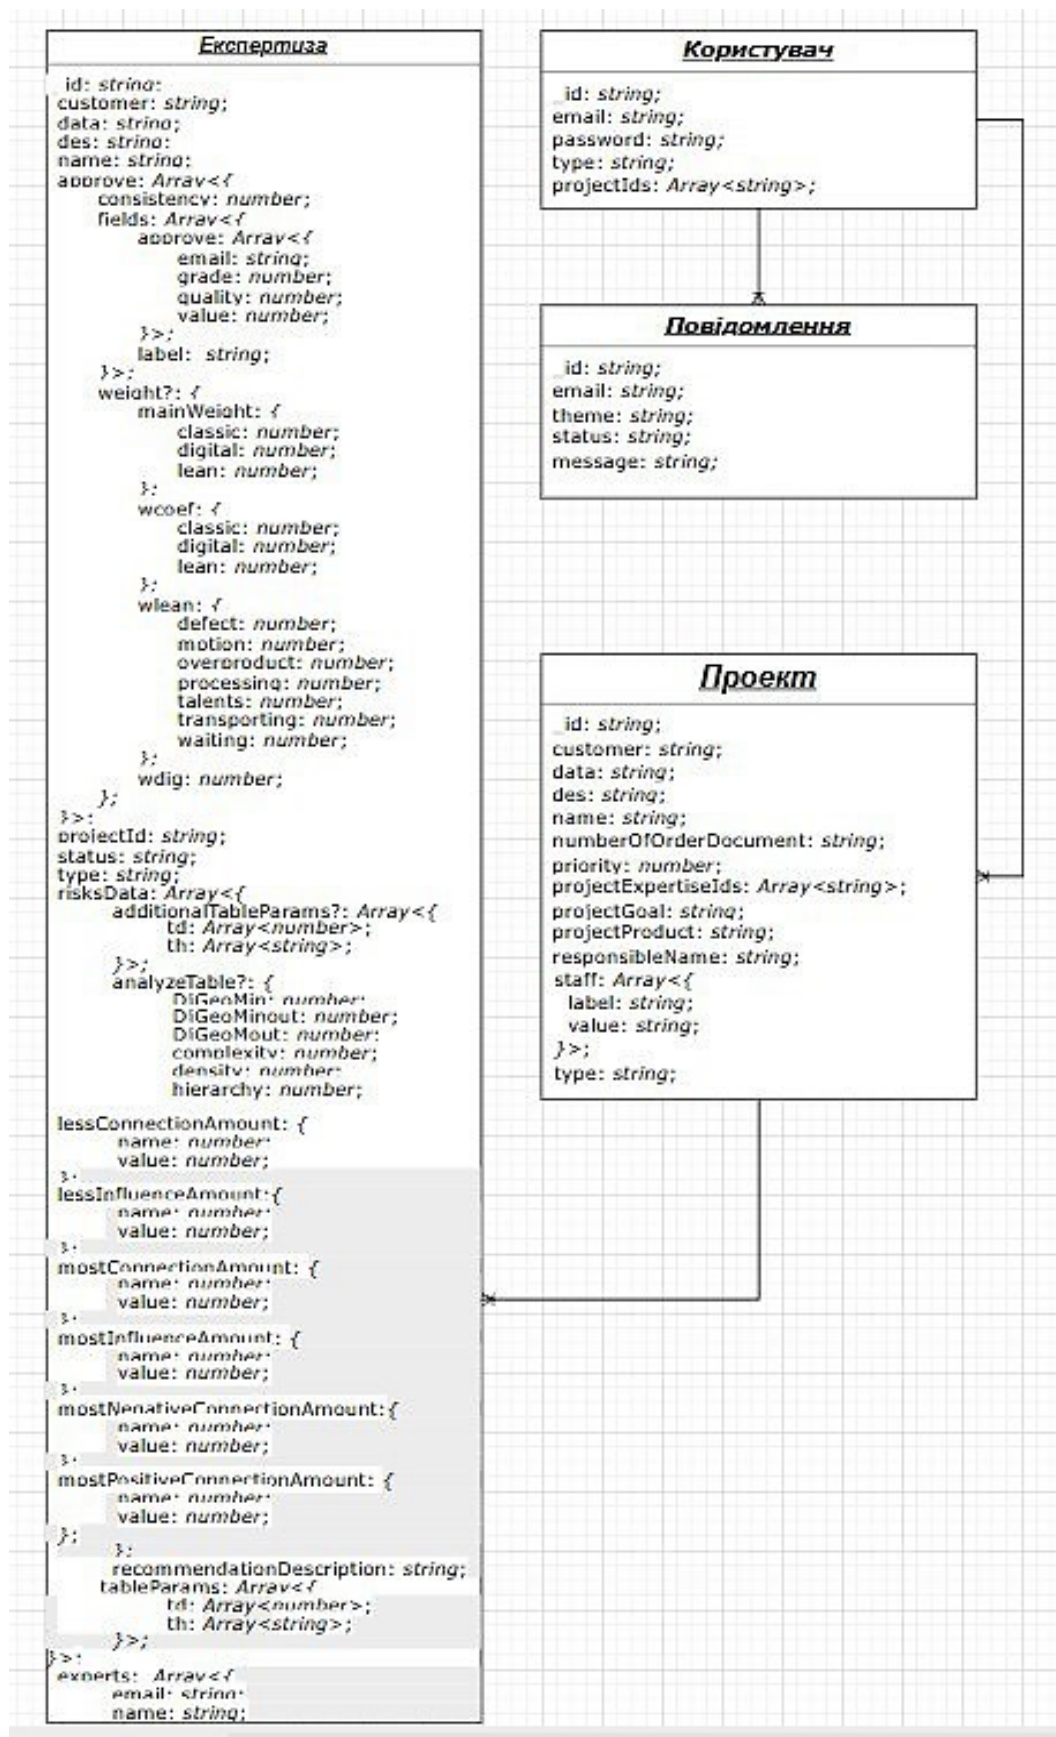 Експертиза
_id: string;
customer: string;
data: string;
des: string;
name: string;
approve: Array<{
consistency: number;
fields: Array<{
approve: Array<{
email: string;
grade: number;
quality: number;
value: number;
}>;
label: string;
}>;
weight?: {
mainWeight: {
classic: number;
digital: number;
lean: number;
};
wcoef: {
classic: number;
digital: number;
lean: number;
};
wlean: {
defect: number;
motion: number;
overproduct: number;
processing: number;
talents: number;
transporting: number;
waiting: number;
};
wdig: number;
};
}>;
projectId: string;
status: string;
type: string;
risksData: Array<{
additionalTableParams?: Array<{
td: Array<number>;
th: Array<string>;
}>;
analyzeTable?: {
DiGeoMin: number;
DiGeoMinout: number;
DiGeoMout: number;
complexity: number;
density: number;
hierarchy: number;
lessConnectionAmount: {
name: number;
value: number;
};
lessInfluenceAmount:{
name: number;
value: number;
};
mostConnectionAmount: {
name: number;
value: number;
};
mostInfluenceAmount: {
name: number;
value: number;
};
mostNegativeConnectionAmount:{
name: number;
value: number;
};
mostPositiveConnectionAmount: {
name: number;
value: number;
};
};
recommendationDescription: string;
tableParams: Array<{
td: Array<number>;
th: Array<string>;
}>;
}>;
experts: Array<{
email: string;
name: string;
Користувач
_id: string;
email: string;
password: string;
type: string;
projectIds: Array<string>;
Повідомлення
_id: string;
email: string;
theme: string;
status: string;
message: string;
Проект
_id: string;
customer: string;
data: string;
des: string;
name: string;
numberOfOrderDocument: string;
priority: number;
projectExpertiseIds: Array<string>;
projectGoal: string;
projectProduct: string;
responsibleName: string;
staff: Array<{
label: string;
value: string;
}>;
type: string;